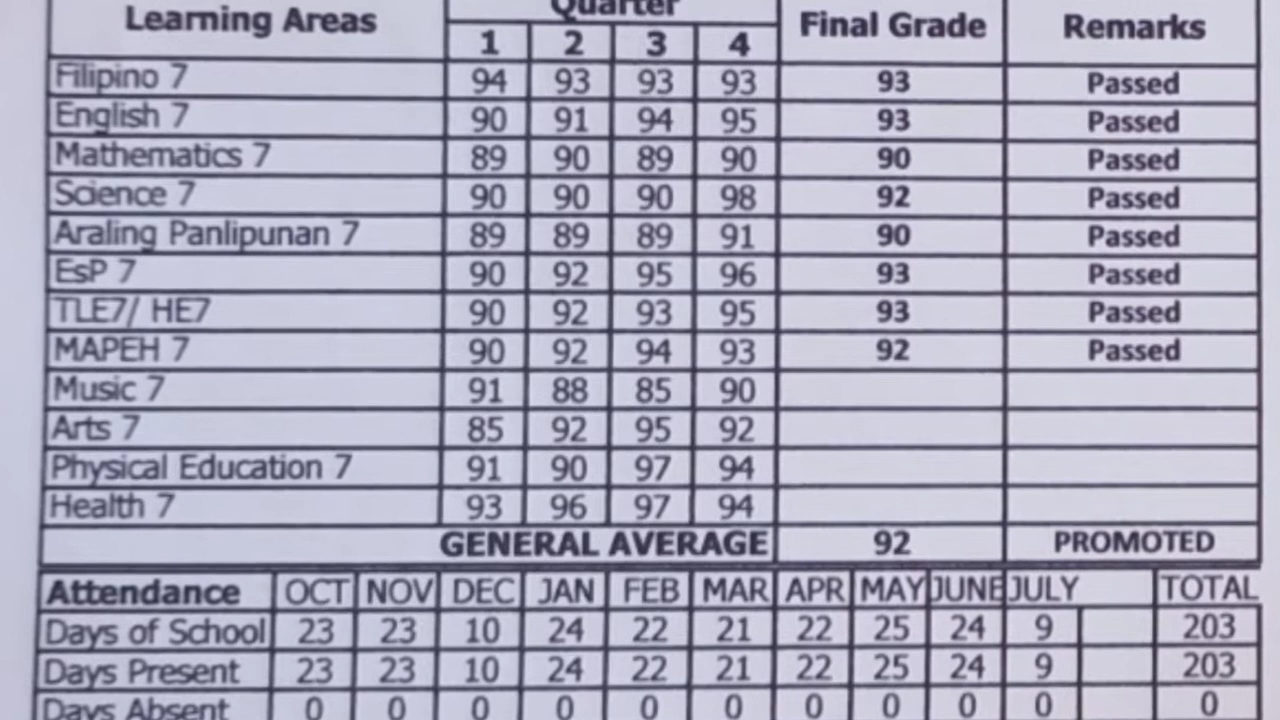 Learning Areas Quarter Final Grade Remarks
1 2 3 4
Filipino 7 94 93 93 93 93 Passed
English 7 90 91 94 95 93 Passed
Mathematics 7 89 90 89 90 90 Passed
Science 7 90 90 90 98 92 Passed
Araling Panlipunan 7 89 89 89 91 90 Passed
EsP 7 90 92 95 96 93 Passed
TLE7/ HE7 90 92 93 95 93 Passed
MAPEH 7 90 92 94 93 92 Passed
Music 7 91 88 85 90
Arts 7 85 92 95 92
Physical Education 7 91 90 97 94
Health 7 93 96 97 94
GENERAL AVERAGE 92 PROMOTED
Attendance OCT NOV DEC JAN FEB MAR APR MAY JUNE JULY TOTAL
Days of School 23 23 10 24 22 21 22 25 24 9 203
Days Present 23 23 10 24 22 21 22 25 24 9 203
Days Absent 0 0 0 0 0 0 0 0 0 0 0